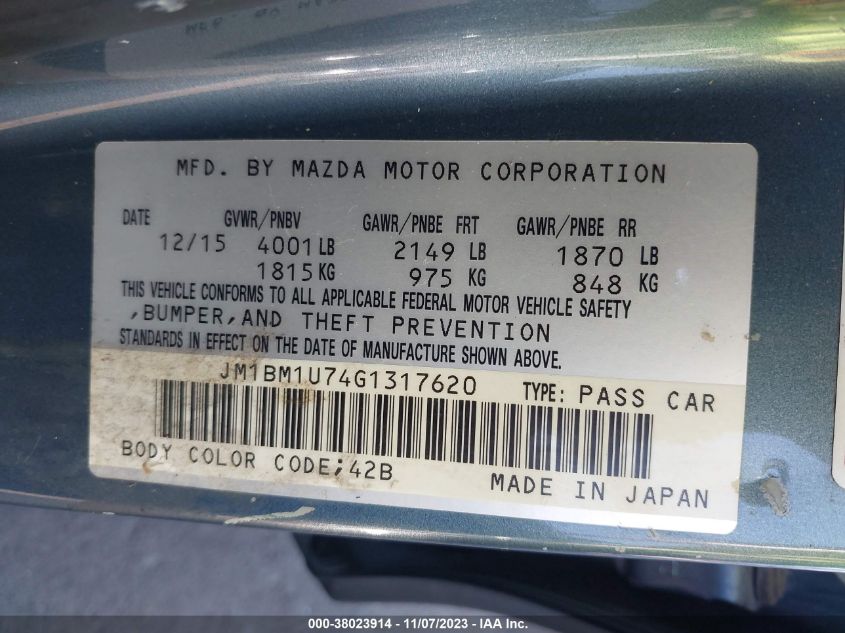 MFD. BY MAZDA MOTOR CORPORATION
DATE GVWR/PNBV GAWR/PNBE FRT GAWR/PNBE RR
12/15 4001 LB 2149 LB 1870 LB
1815 KG 975 KG 848 KG
THIS VEHICLE CONFORMS TO ALL APPLICABLE FEDERAL MOTOR VEHICLE SAFETY
,BUMPER,AND THEFT PREVENTION
STANDARDS IN EFFECT ON THE DATE OF MANUFACTURE SHOWN ABOVE.
JM1BM1U74G1317620 TYPE: PASS CAR
BODY COLOR CODE;42B
MADE IN JAPAN
000-38023914 - 11/07/2023 - IAA Inc.